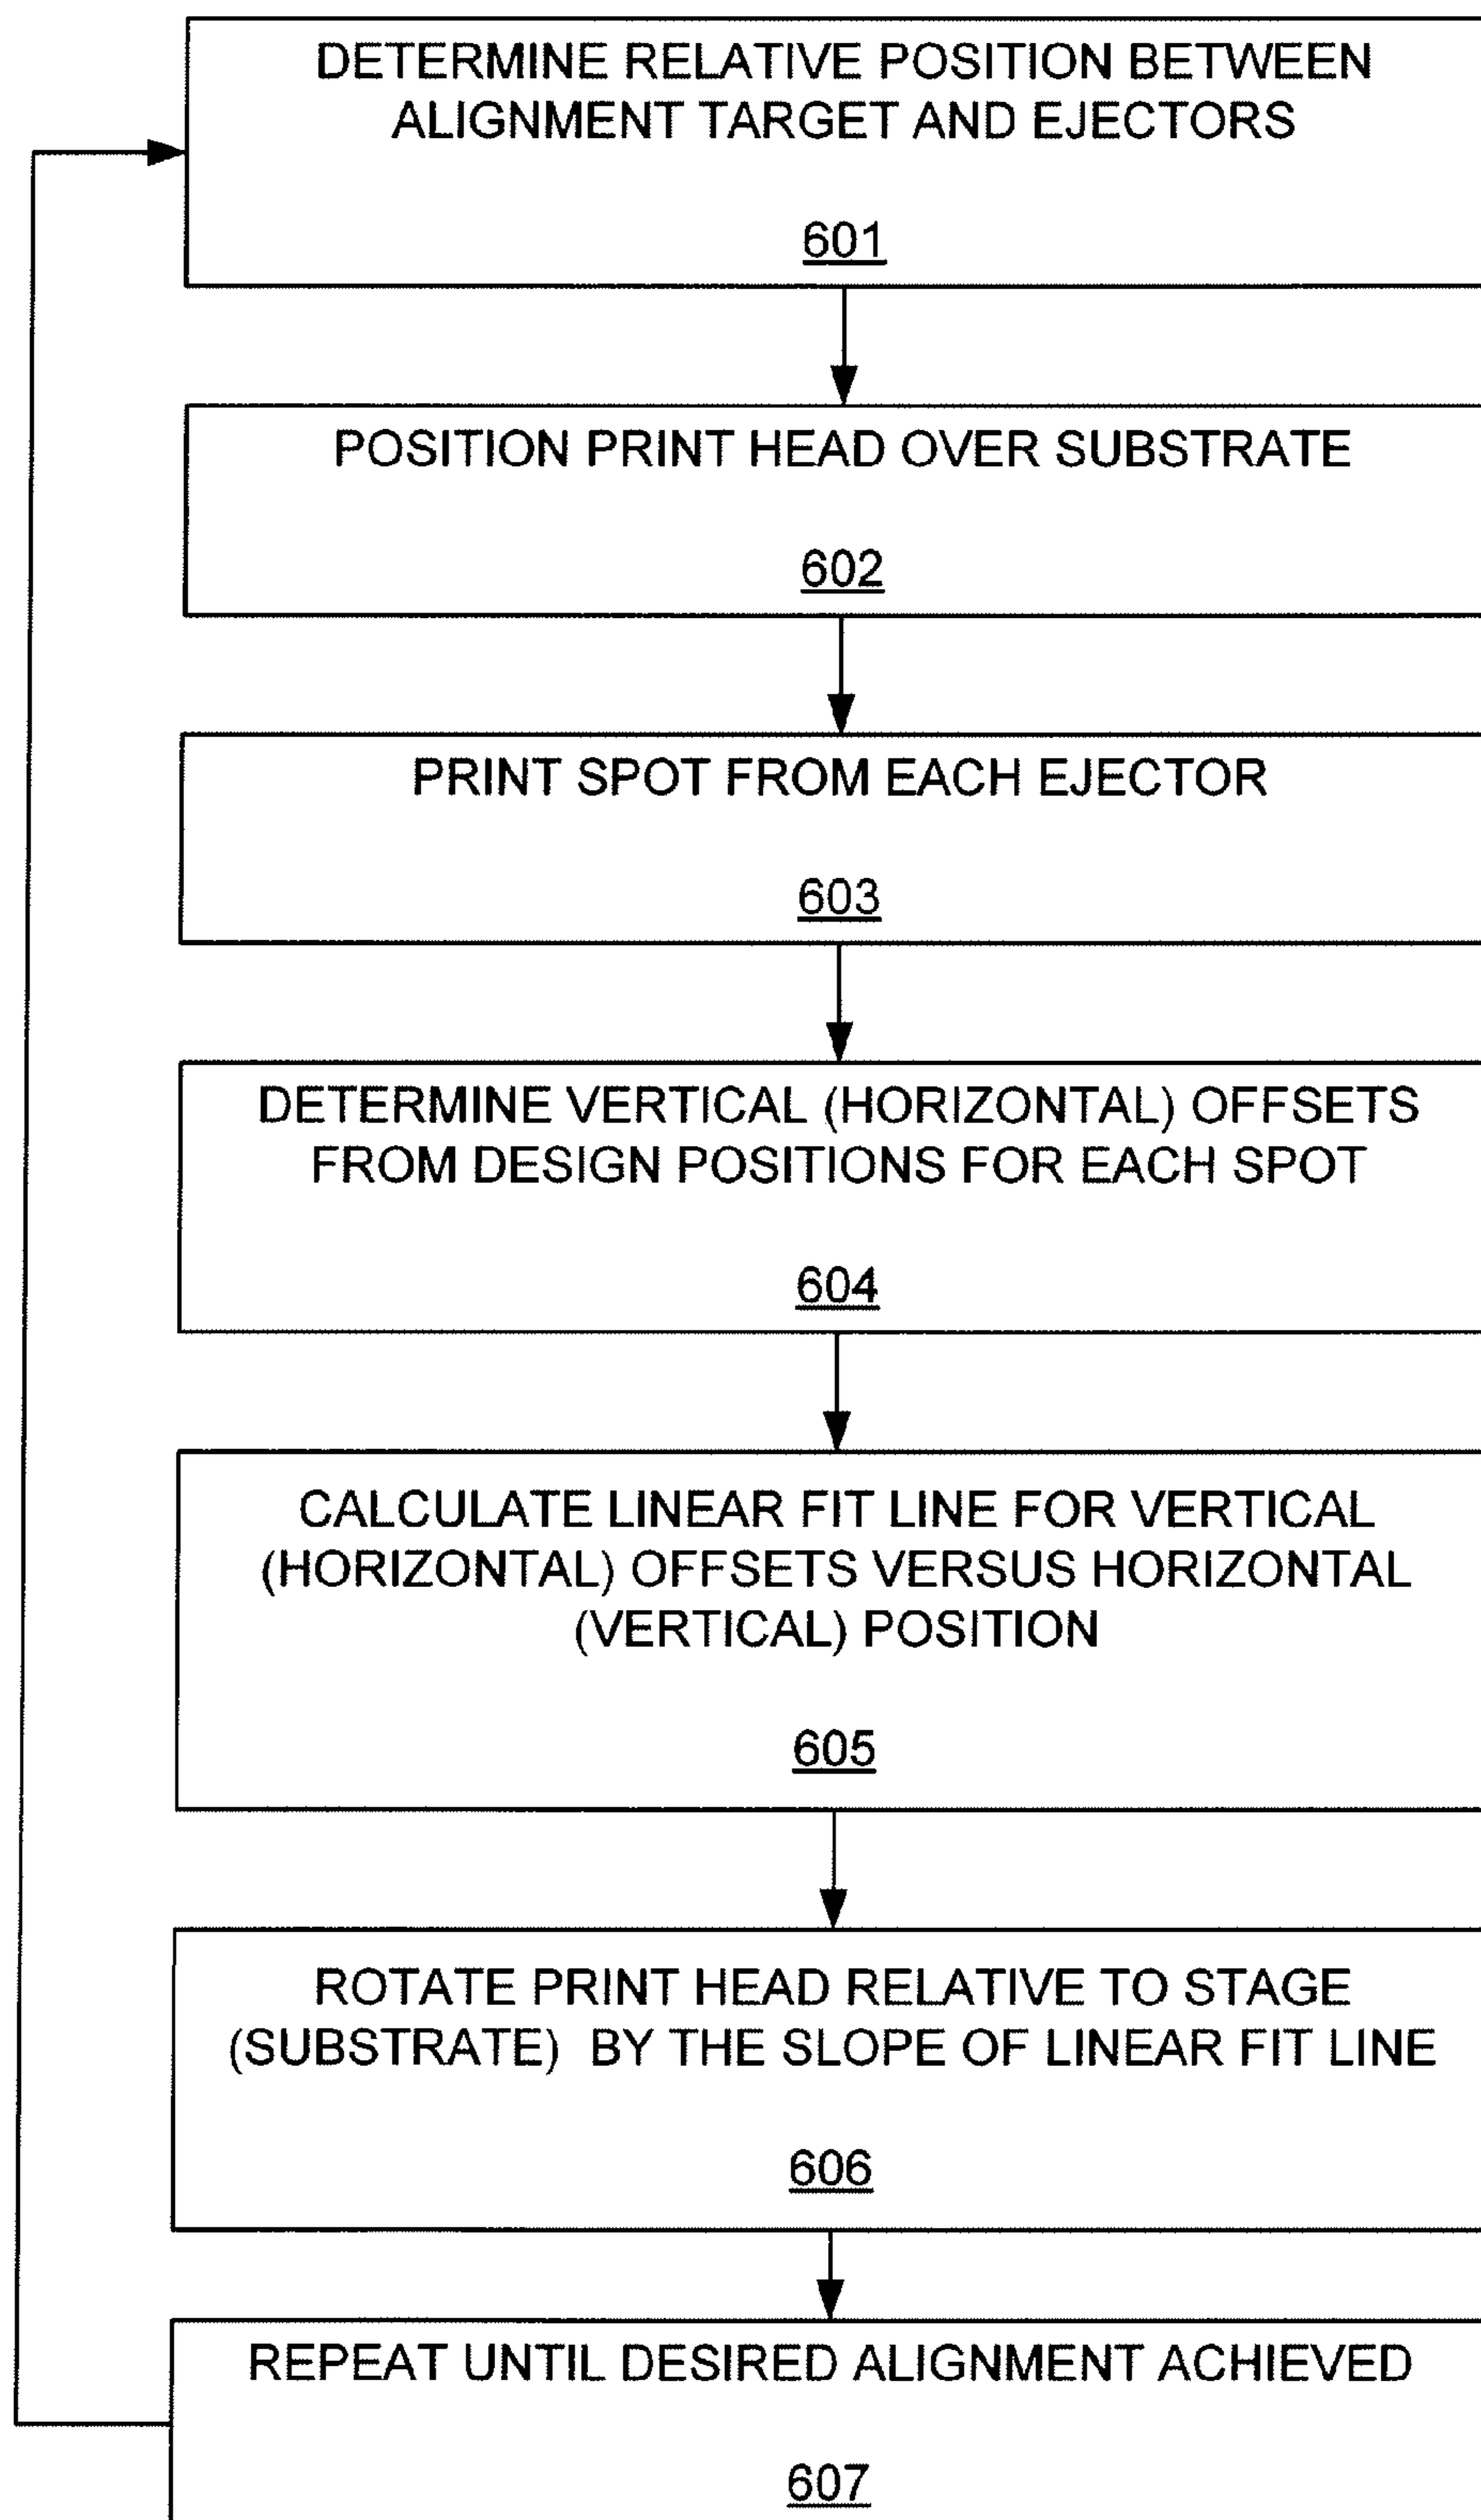 DETERMINE RELATIVE POSITION BETWEEN
ALIGNMENT TARGET AND EJECTORS
601
POSITION PRINT HEAD OVER SUBSTRATE
602
PRINT SPOT FROM EACH EJECTOR
603
DETERMINE VERTICAL (HORIZONTAL) OFFSETS
FROM DESIGN POSITIONS FOR EACH SPOT
604
CALCULATE LINEAR FIT LINE FOR VERTICAL
(HORIZONTAL) OFFSETS VERSUS HORIZONTAL
(VERTICAL) POSITION
605
ROTATE PRINT HEAD RELATIVE TO STAGE
(SUBSTRATE) BY THE SLOPE OF LINEAR FIT LINE
606
REPEAT UNTIL DESIRED ALIGNMENT ACHIEVED
607